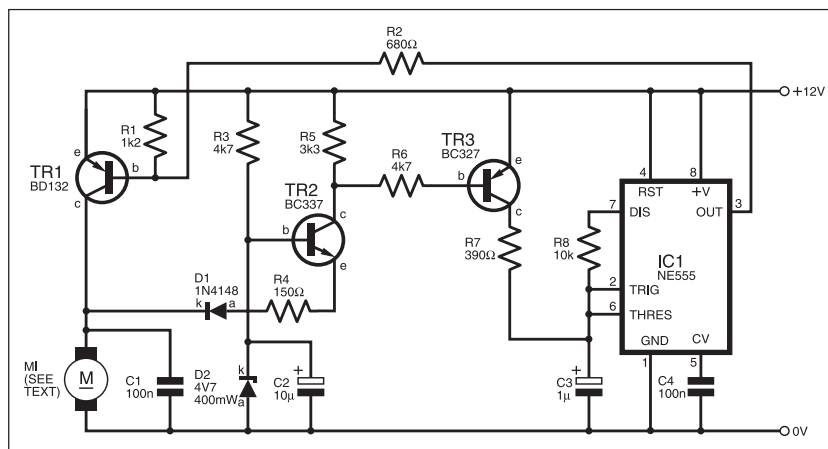 R2
680Ω
+12V
R1
1k2
R3
4k7
R5
3k3
TR3
BC327
R6
4k7
e
e
4
8
RST
+V
TR1
BD132
b
TR2
BC337
b
7
DIS
OUT
3
c
c
c
R7
390Ω
R8
10k
IC1
NE555
b
e
D1
1N4148
k
a
R4
150Ω
2
TRIG
6
THRES
GND
CV
MI
(SEE
TEXT)
M
C1
100n
D2
4V7
400mW
k
a
+
C2
10μ
+
C3
1μ
1
5
C4
100n
0V